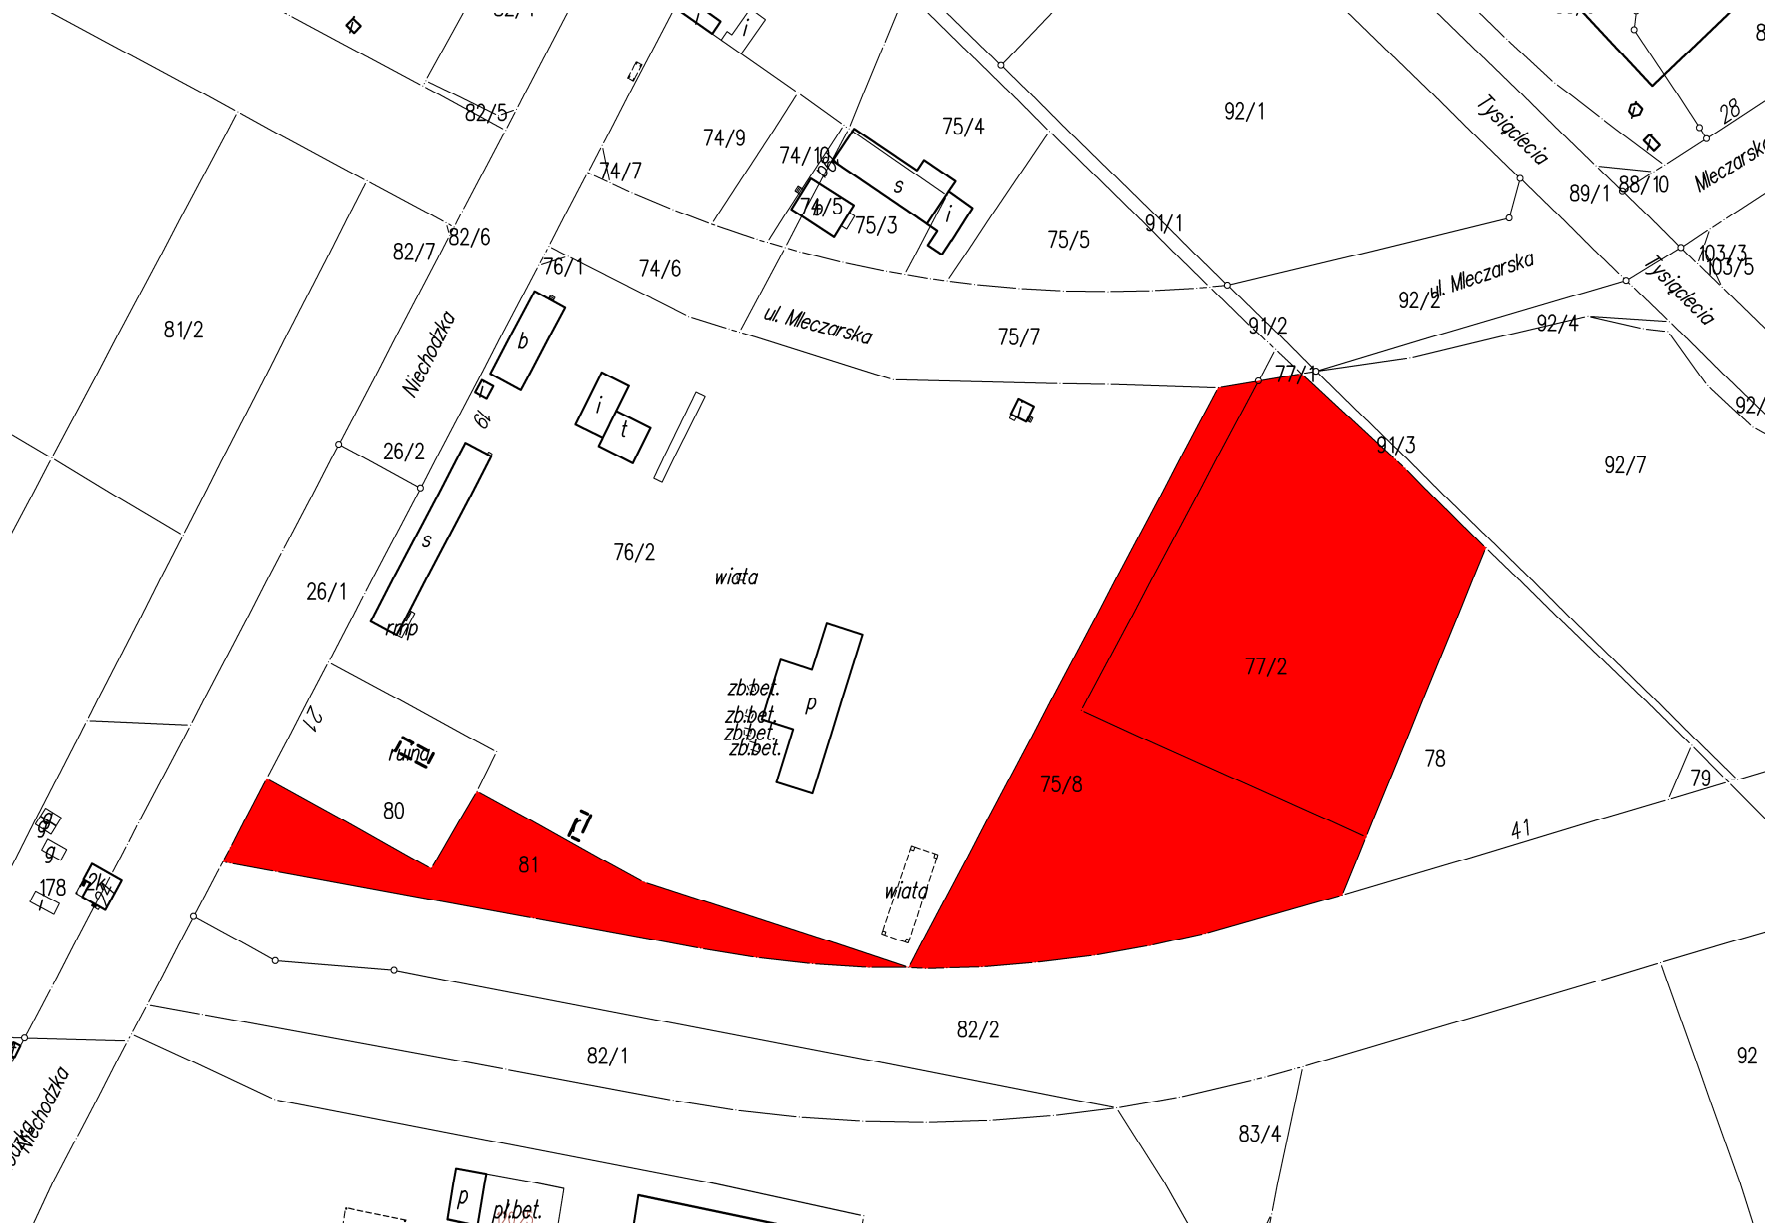 i
82/5
74/9
74/10
75/4
92/1
Tysiąclecia
28
Mleczarska
74/7
s
74/5
b
75/3
i
75/5
91/1
89/1
88/10
82/7
82/6
76/1
74/6
103/3
103/5
81/2
Niechodzka
b
ul. Mleczarska
75/7
91/2
92/2
ul. Mleczarska
92/4
Tysiąclecia
77/1
i
t
i
19
26/2
91/3
92/7
s
76/2
wiata
26/1
rmp
77/2
zb.bet.
p
zb.bet.
zb.bet.
zb.bet.
21
ruina
75/8
78
79
80
41
81
g
g
178
wiata
82/2
82/1
92
Niechodzka
83/4
p
pl.bet.